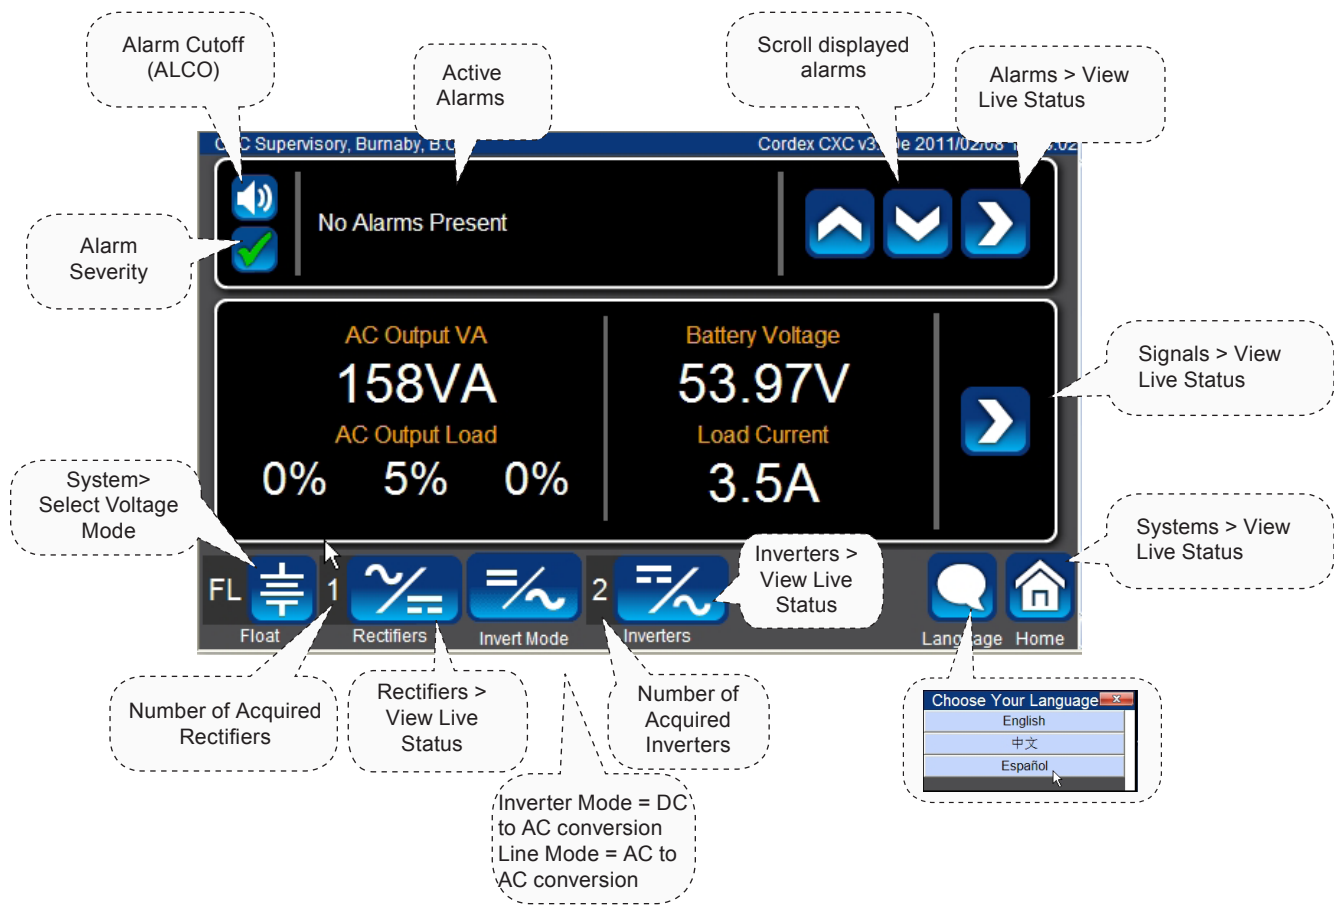 Alarm Cutoff
(ALCO)
Active
Alarms
Scroll displayed
alarms
Alarms > View
Live Status
Supervisory, Burnaby,
Cordex CXC 2011/02/08
No Alarms Present
Alarm
Severity
AC Output VA
158VA
AC Output Load
0% 5% 0%
Battery Voltage
53.97V
Load Current
3.5A
Signals > View
Live Status
System>
Select Voltage
Mode
Systems > View
Live Status
Inverters >
View Live
Status
FL
1
2
Float
Rectifiers
Invert Mode
Inverters
Home
Number of Acquired
Rectifiers
Rectifiers >
View Live
Status
Number of
Acquired
Inverters
Inverter Mode = DC
to AC conversion
Line Mode = AC to
AC conversion
Choose Your Language
English
中文
Español